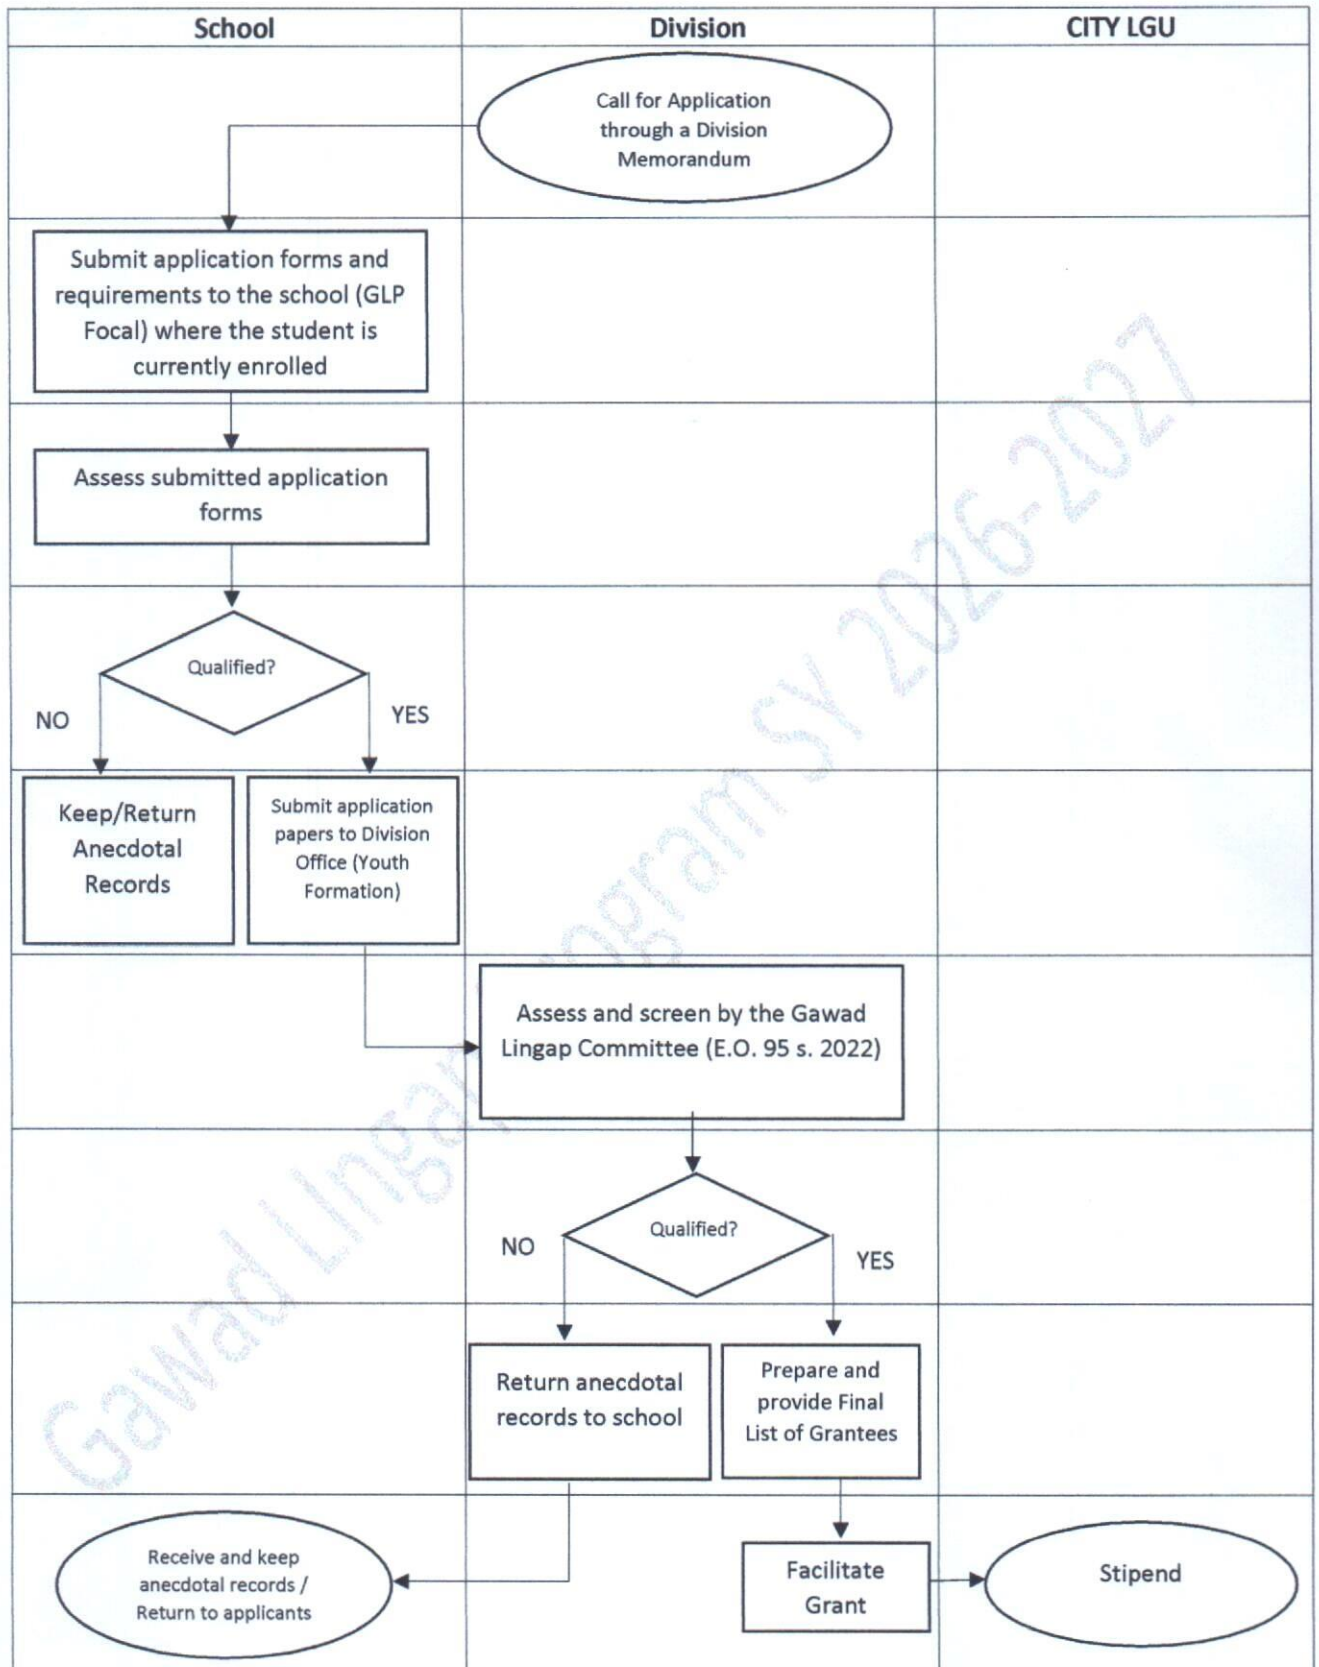 School
Division
CITY LGU
Call for Application
through a Division
Memorandum
Submit application forms and
requirements to the school (GLP
Focal) where the student is
currently enrolled
Assess submitted application
forms
Qualified?
NO
YES
Keep/Return
Anecdotal
Records
Submit application
papers to Division
Office (Youth
Formation)
Assess and screen by the Gawad
Lingap Committee (E.O. 95 s. 2022)
Qualified?
NO
YES
Return anecdotal
records to school
Prepare and
provide Final
List of Grantees
Receive and keep
anecdotal records /
Return to applicants
Facilitate
Grant
Stipend
Gawad LIngap Program SY 2026-2027